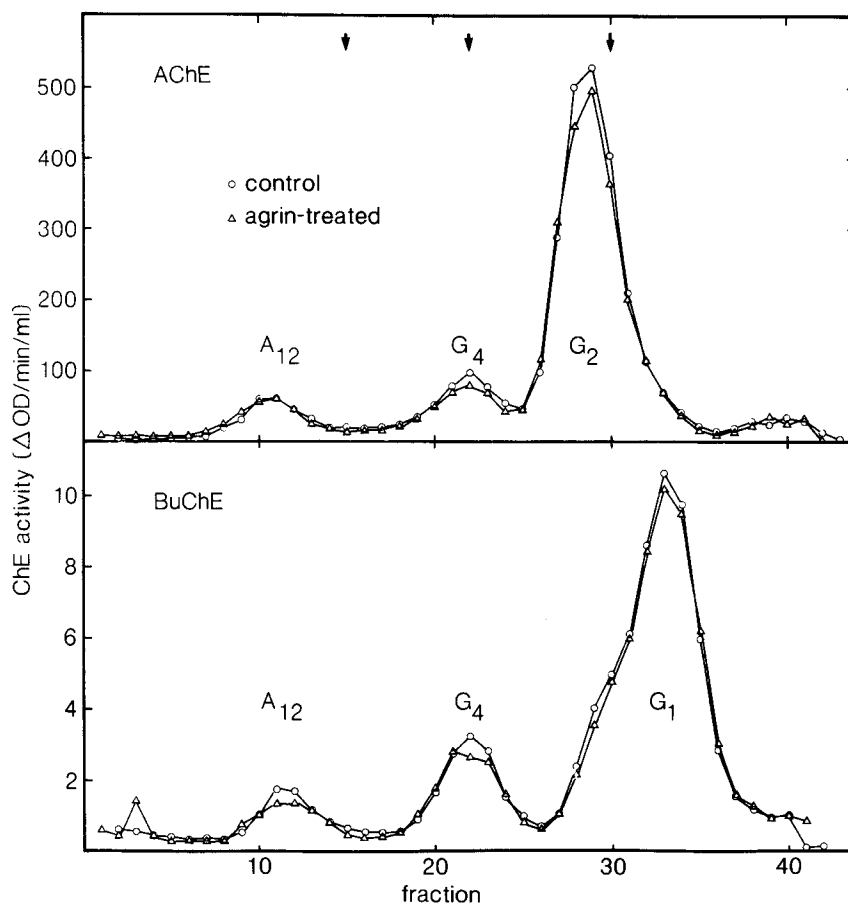 AChE
500
400
300
200
100
○ control
△ agrin-treated
A12
G4
G2
ChE activity (Δ OD/min/ml)
BuChE
10
8
6
4
2
A12
G4
G1
10
20
30
40
fraction